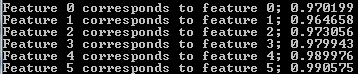 Feature 0 corresponds to feature 0; 0.970199
Feature 1 corresponds to feature 1; 0.964658
Feature 2 corresponds to feature 2; 0.973056
Feature 3 corresponds to feature 3; 0.979943
Feature 4 corresponds to feature 4; 0.989976
Feature 5 corresponds to feature 5; 0.990575